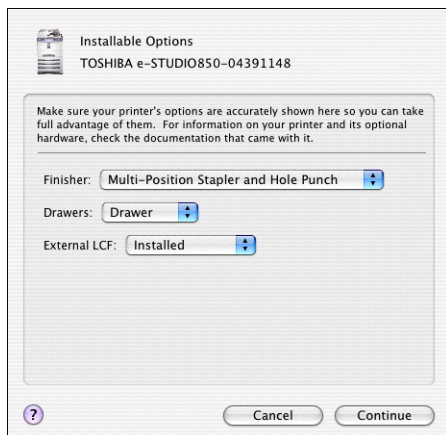 Installable Options
TOSHIBA e-STUDIO850-04391148
Make sure your printer's options are accurately shown here so you can take
full advantage of them. For information on your printer and its optional
hardware, check the documentation that came with it.
Finisher: Multi-Position Stapler and Hole Punch
Drawers: Drawer
External LCF: Installed
? Cancel Continue